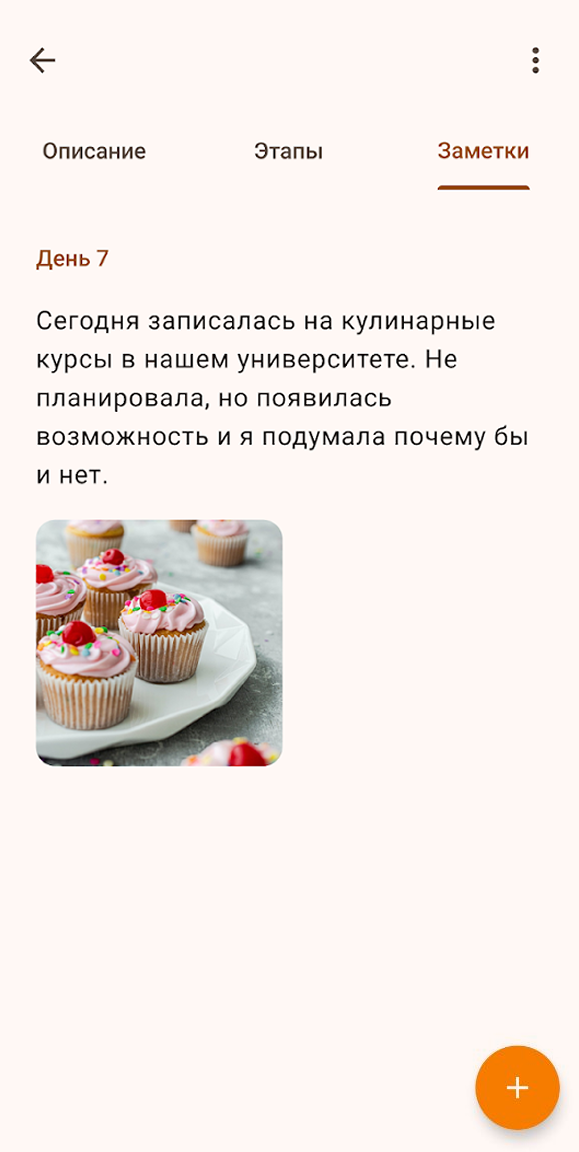 Описание Этапы Заметки
День 7
Сегодня записалась на кулинарные
курсы в нашем университете. Не
планировала, но появилась
возможность и я подумала почему бы
и нет.